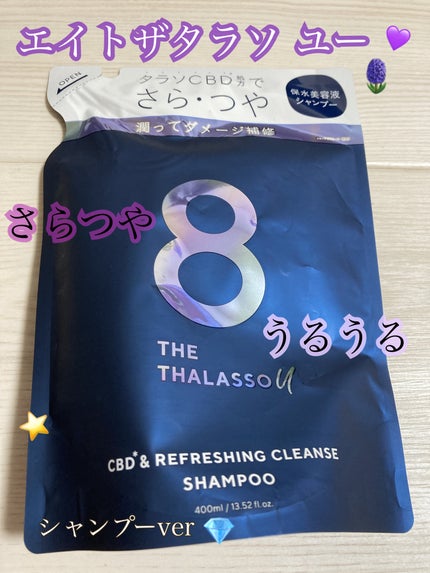 エイトザタラソ ユー
OPEN
タラソCBD配合で
さら・つや
保水美容液
シャンプー
潤ってダメージ補修
さらつや
8
うるうる
THE
THALASSO u
CBD* & REFRESHING CLEANSE
SHAMPOO
400ml / 13.52 fl.oz.
シャンプーver